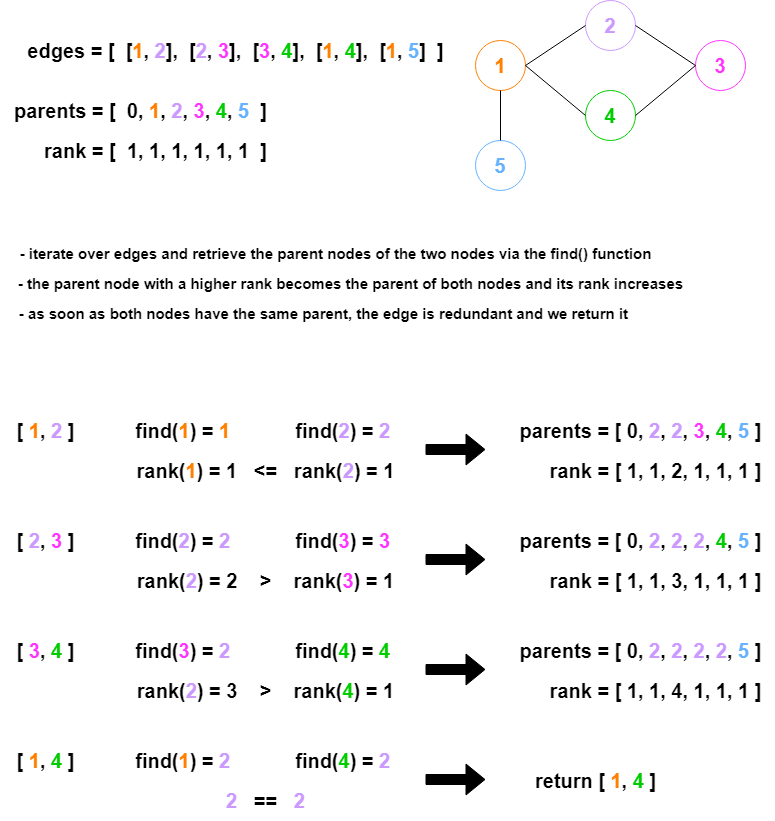 edges = [ [1, 2], [2, 3], [3, 4], [1, 4], [1, 5] ]
parents = [ 0, 1, 2, 3, 4, 5 ]
rank = [ 1, 1, 1, 1, 1, 1 ]
2
1
3
4
5
- iterate over edges and retrieve the parent nodes of the two nodes via the find() function
- the parent node with a higher rank becomes the parent of both nodes and its rank increases
- as soon as both nodes have the same parent, the edge is redundant and we return it
[ 1, 2 ] find(1) = 1 find(2) = 2 parents = [ 0, 2, 2, 3, 4, 5 ]
rank(1) = 1 <= rank(2) = 1 rank = [ 1, 1, 2, 1, 1, 1 ]
[ 2, 3 ] find(2) = 2 find(3) = 3 parents = [ 0, 2, 2, 2, 4, 5 ]
rank(2) = 2 > rank(3) = 1 rank = [ 1, 1, 3, 1, 1, 1 ]
[ 3, 4 ] find(3) = 2 find(4) = 4 parents = [ 0, 2, 2, 2, 2, 5 ]
rank(2) = 3 > rank(4) = 1 rank = [ 1, 1, 4, 1, 1, 1 ]
[ 1, 4 ] find(1) = 2 find(4) = 2 return [ 1, 4 ]
2 == 2